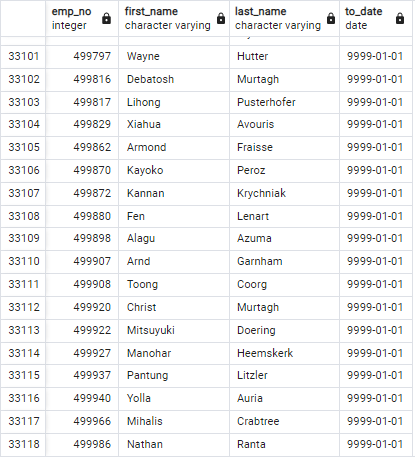 emp_no first_name last_name to_date
integer character varying character varying date
33101 499797 Wayne Hutter 9999-01-01
33102 499816 Debatosh Murtagh 9999-01-01
33103 499817 Lihong Pusterhofer 9999-01-01
33104 499829 Xiahua Avouris 9999-01-01
33105 499862 Armond Fraisse 9999-01-01
33106 499870 Kayoko Peroz 9999-01-01
33107 499872 Kannan Krychniak 9999-01-01
33108 499880 Fen Lenart 9999-01-01
33109 499898 Alagu Azuma 9999-01-01
33110 499907 Arnd Garnham 9999-01-01
33111 499908 Toong Coorg 9999-01-01
33112 499920 Christ Murtagh 9999-01-01
33113 499922 Mitsuyuki Doering 9999-01-01
33114 499927 Manohar Heemskerk 9999-01-01
33115 499937 Pantung Litzler 9999-01-01
33116 499940 Yolla Auria 9999-01-01
33117 499966 Mihalis Crabtree 9999-01-01
33118 499986 Nathan Ranta 9999-01-01